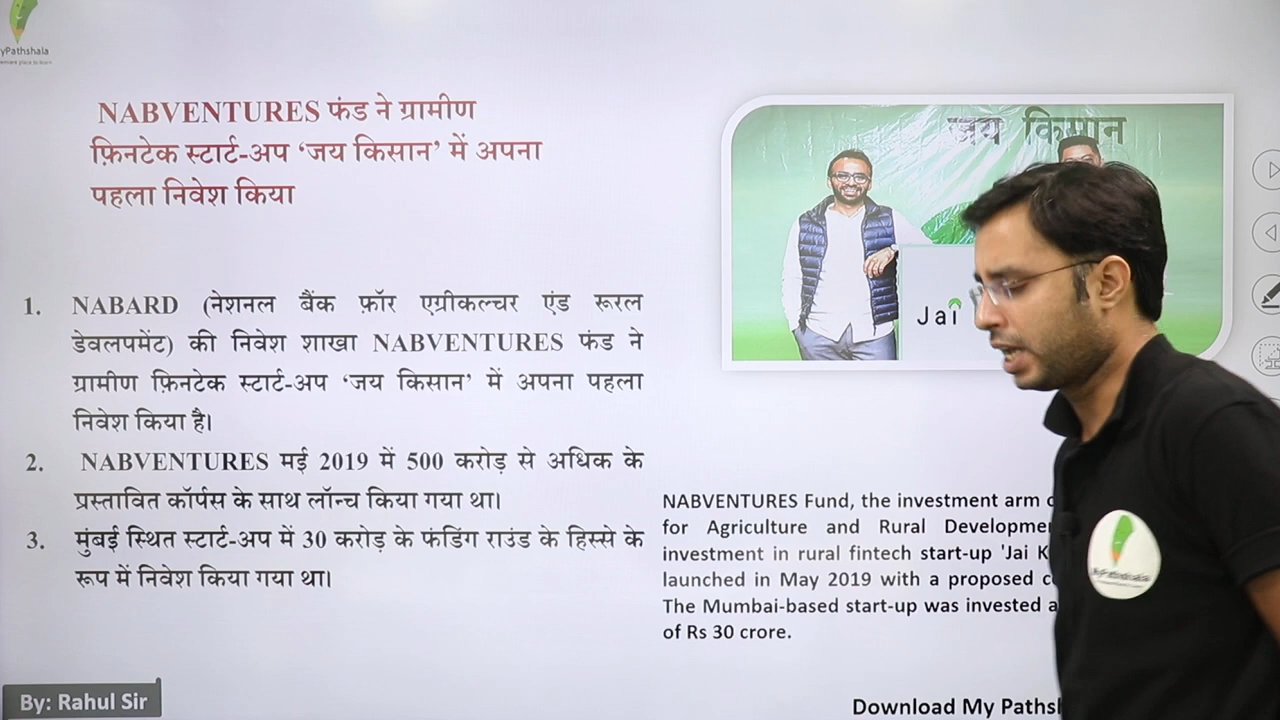 yPathshala
NABVENTURES फंड ने ग्रामीण
फ़िनटेक स्टार्ट-अप ‘जय किसान’ में अपना
पहला निवेश किया
जय किसान
Jai
1. NABARD (नेशनल बैंक फ़ॉर एग्रीकल्चर एंड रूरल
डेवलपमेंट) की निवेश शाखा NABVENTURES फंड ने
ग्रामीण फ़िनटेक स्टार्ट-अप ‘जय किसान’ में अपना पहला
निवेश किया है।
2. NABVENTURES मई 2019 में 500 करोड़ से अधिक के
प्रस्तावित कॉर्पस के साथ लॉन्च किया गया था।
3. मुंबई स्थित स्टार्ट-अप में 30 करोड़ के फंडिंग राउंड के हिस्से के
रूप में निवेश किया गया था।
NABVENTURES Fund, the investment arm
for Agriculture and Rural Developme
investment in rural fintech start-up 'Jai K
launched in May 2019 with a proposed c
The Mumbai-based start-up was invested a
of Rs 30 crore.
MyPathshala
By: Rahul Sir
Download My Paths